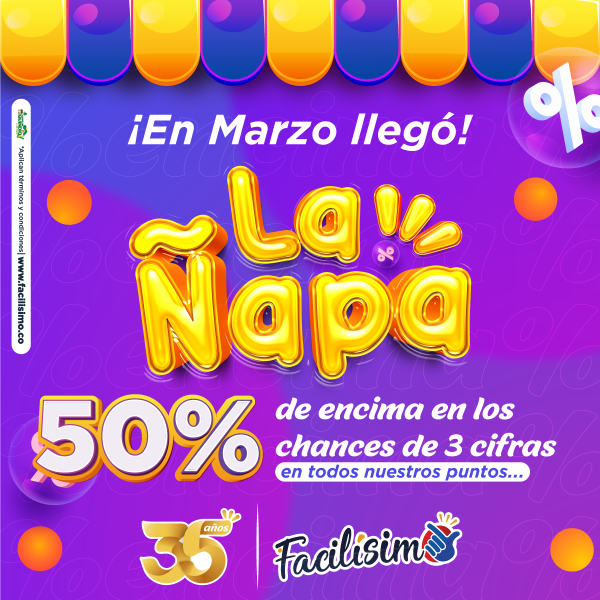 ¡En Marzo llegó!
La
Ñapa
%
%
50%
de encima en los
chances de 3 cifras
en todos nuestros puntos...
35
años
Facilísimo
*Aplican términos y condiciones| www.facilisimo.co